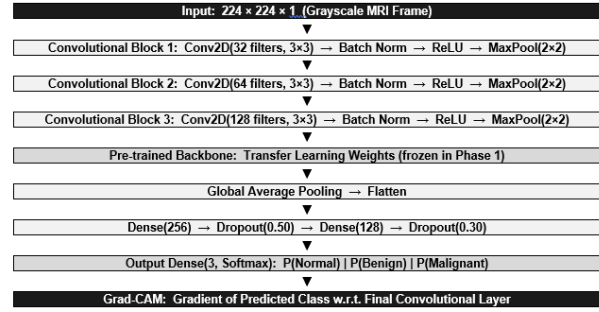 Input: 224 × 224 × 1 (Grayscale MRI Frame)
Convolutional Block 1: Conv2D(32 filters, 3×3) → Batch Norm → ReLU → MaxPool(2×2)
Convolutional Block 2: Conv2D(64 filters, 3×3) → Batch Norm → ReLU → MaxPool(2×2)
Convolutional Block 3: Conv2D(128 filters, 3×3) → Batch Norm → ReLU → MaxPool(2×2)
Pre-trained Backbone: Transfer Learning Weights (frozen in Phase 1)
Global Average Pooling → Flatten
Dense(256) → Dropout(0.50) → Dense(128) → Dropout(0.30)
Output Dense(3, Softmax): P(Normal) | P(Benign) | P(Malignant)
Grad-CAM: Gradient of Predicted Class w.r.t. Final Convolutional Layer